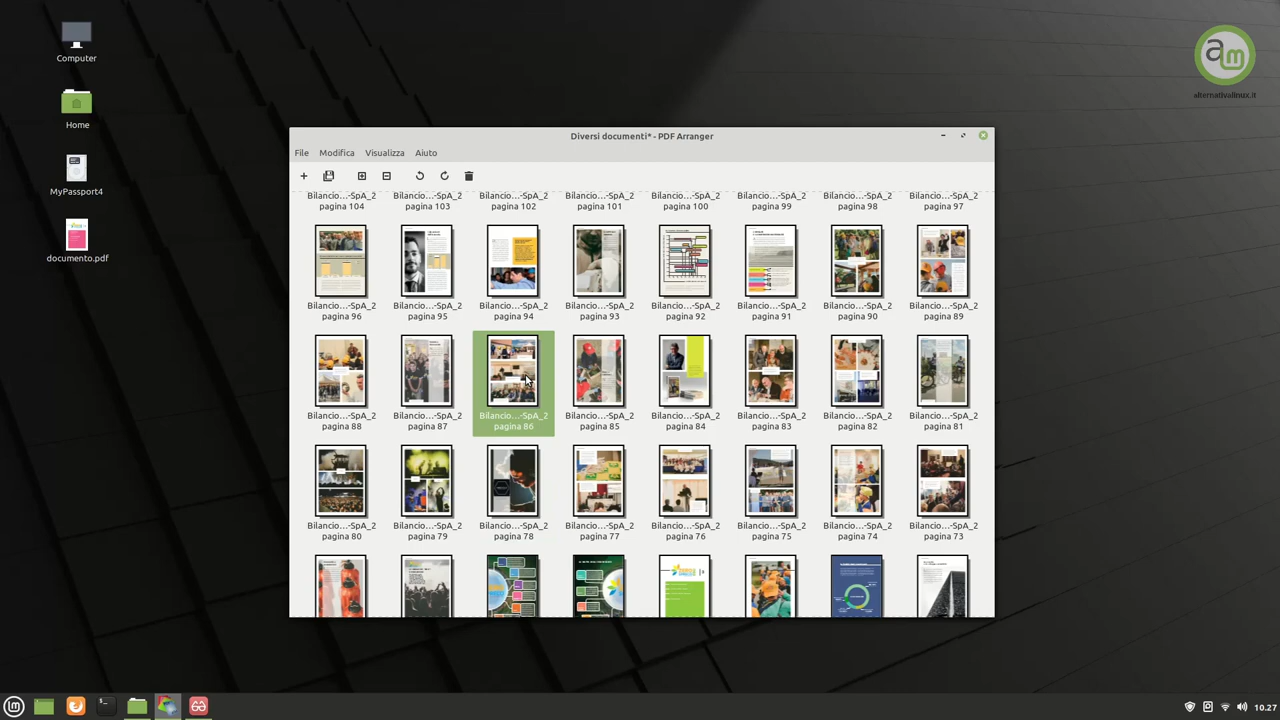 Computer
Home
MyPassport4
documento.pdf
alternativalinux.it
Diversi documenti* - PDF Arranger
File Modifica Visualizza Aiuto
Bilancio...-SpA_2 Bilancio...-SpA_2 Bilancio...-SpA_2 Bilancio...-SpA_2 Bilancio...-SpA_2 Bilancio...-SpA_2 Bilancio...-SpA_2 Bilancio...-SpA_2
pagina 104 pagina 103 pagina 102 pagina 101 pagina 100 pagina 99 pagina 98 pagina 97
Bilancio...-SpA_2 Bilancio...-SpA_2 Bilancio...-SpA_2 Bilancio...-SpA_2 Bilancio...-SpA_2 Bilancio...-SpA_2 Bilancio...-SpA_2 Bilancio...-SpA_2
pagina 96 pagina 95 pagina 94 pagina 93 pagina 92 pagina 91 pagina 90 pagina 89
Bilancio...-SpA_2 Bilancio...-SpA_2 Bilancio...-SpA_2 Bilancio...-SpA_2 Bilancio...-SpA_2 Bilancio...-SpA_2 Bilancio...-SpA_2 Bilancio...-SpA_2
pagina 88 pagina 87 pagina 86 pagina 85 pagina 84 pagina 83 pagina 82 pagina 81
Bilancio...-SpA_2 Bilancio...-SpA_2 Bilancio...-SpA_2 Bilancio...-SpA_2 Bilancio...-SpA_2 Bilancio...-SpA_2 Bilancio...-SpA_2 Bilancio...-SpA_2
pagina 80 pagina 79 pagina 78 pagina 77 pagina 76 pagina 75 pagina 74 pagina 73
10.27